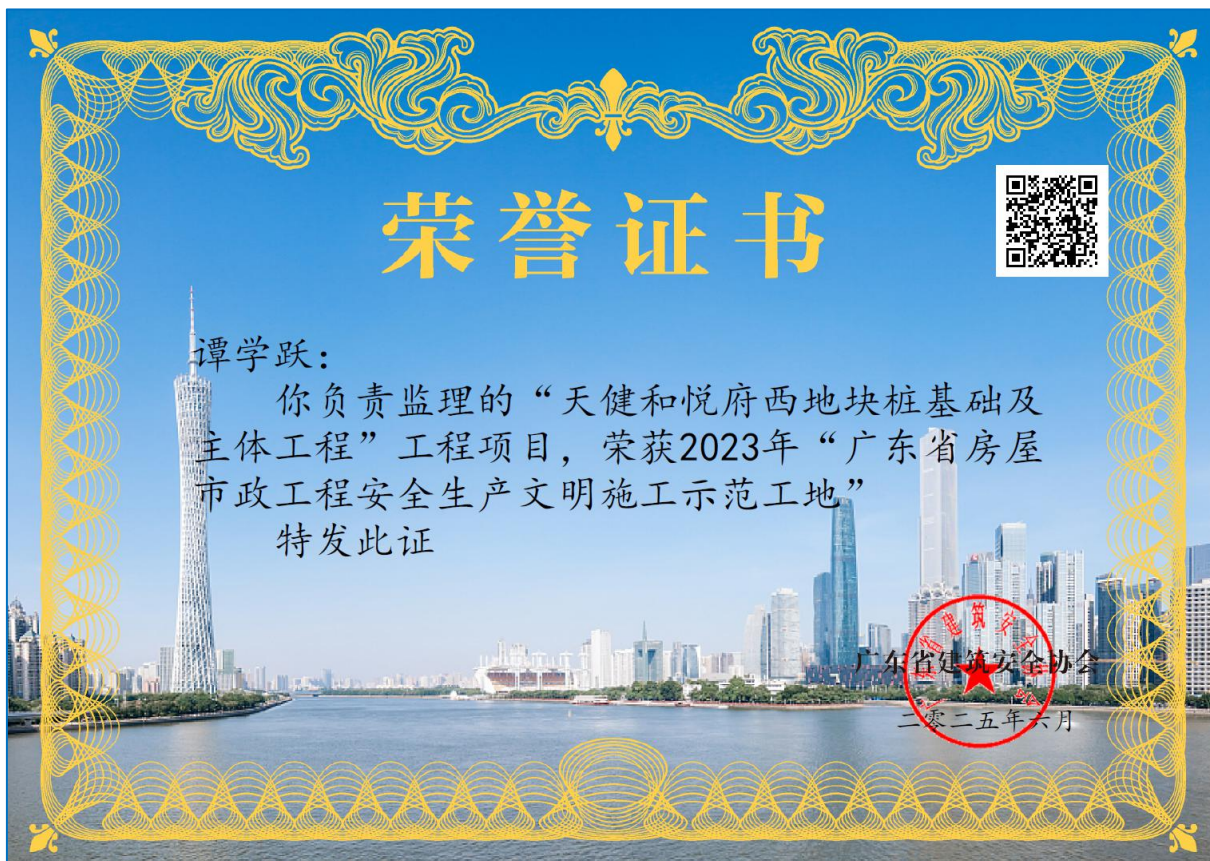 荣誉证书
谭学跃：
你负责监理的“天健和悦府西地块桩基础及
主体工程”工程项目，荣获2023年“广东省房屋
市政工程安全生产文明施工示范工地”
特发此证
广东省建筑安全协会
二零二五年六月